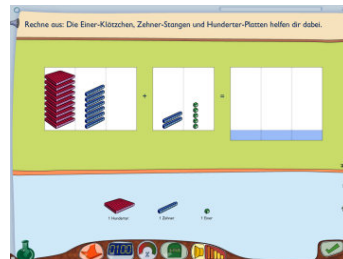 Rechne aus: Die Einer-Klötzchen, Zehner-Stangen und Hunderter-Platten helfen dir dabei.
+ =
1 Hunderter 1 Zehner 1 Einer